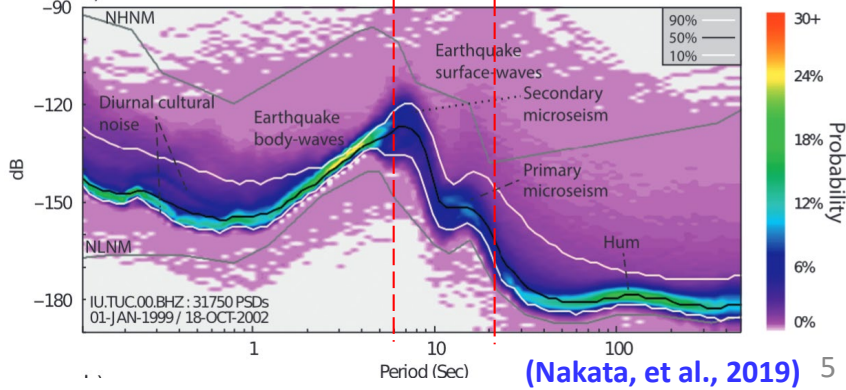 −90
NHNM
90%
50%
10%
30+
Earthquake
surface-waves
24%
Diurnal cultural
noise
Earthquake
body-waves
Secondary
microseism
−120
dB
18%
Probability
−150
Primary
microseism
12%
NLNM
Hum
6%
−180
IU.TUC.00.BHZ : 31750 PSDs
01-JAN-1999 / 18-OCT-2002
0%
1
10
100
Period (Sec)
(Nakata, et al., 2019)
5